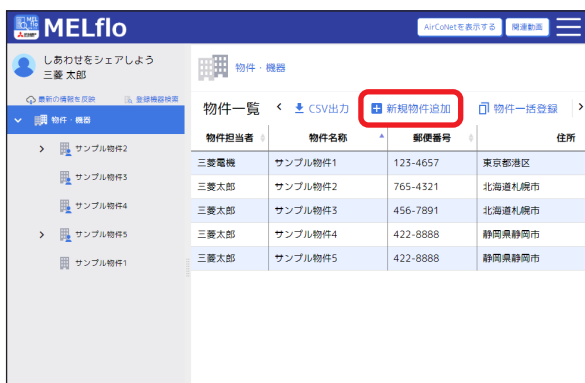 MELflo
AirCoNetを表示する 関連動画
しあわせをシェアしよう
三菱 太郎
最新の情報を反映 登録機器検索
物件・機器
サンプル物件2
サンプル物件3
サンプル物件4
サンプル物件5
サンプル物件1
物件・機器
物件一覧 CSV出力 新規物件追加 物件一括登録
物件担当者 物件名称 郵便番号 住所
三菱電機 サンプル物件1 123-4657 東京都港区
三菱太郎 サンプル物件2 765-4321 北海道札幌市
三菱太郎 サンプル物件3 456-7891 北海道札幌市
三菱太郎 サンプル物件4 422-8888 静岡県静岡市
三菱太郎 サンプル物件5 422-8888 静岡県静岡市